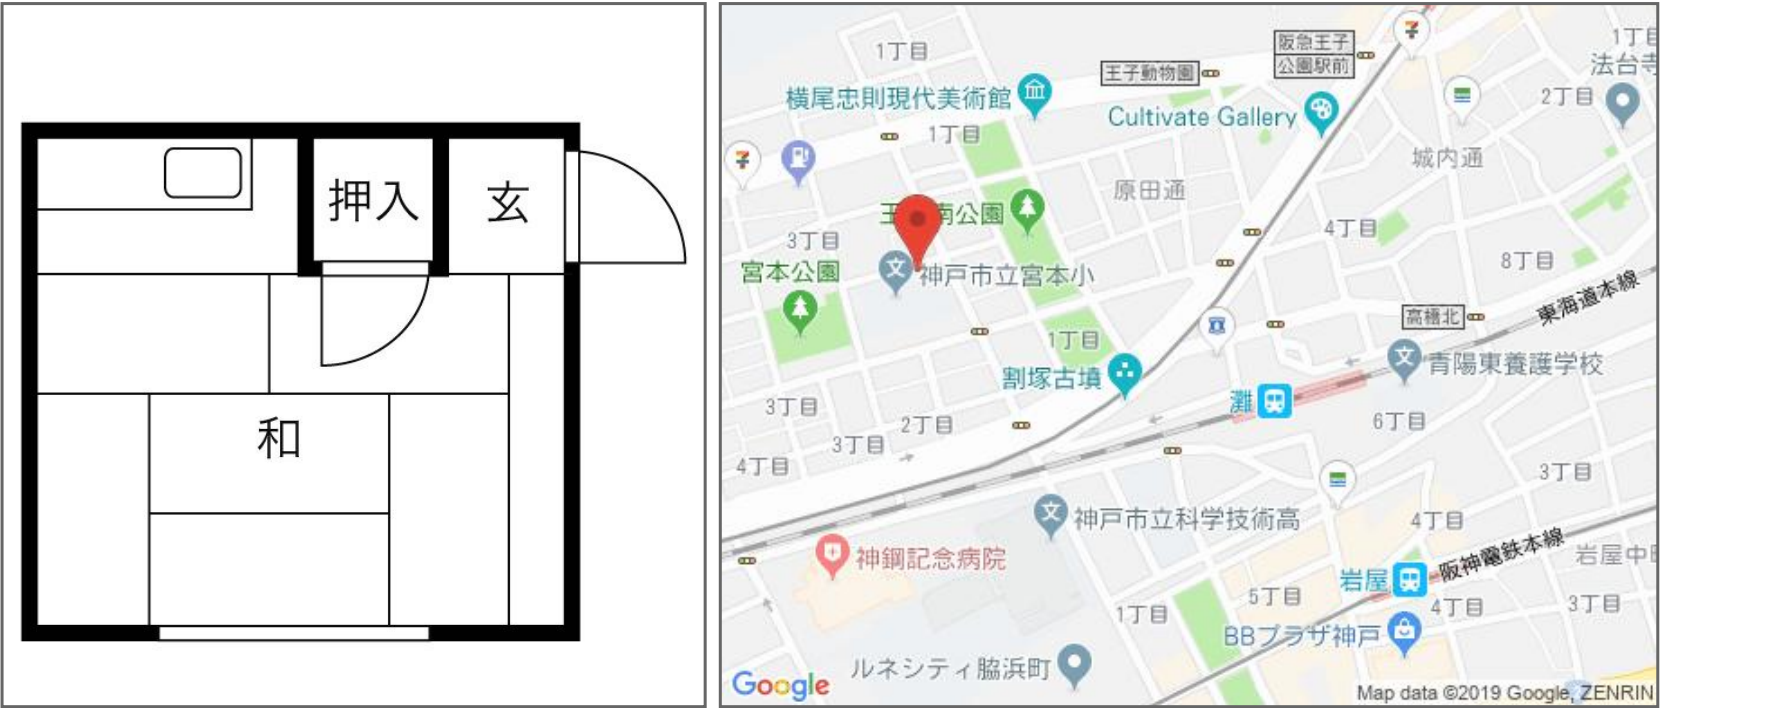 押入
玄
和
1丁目
阪急王子
公園駅前
王子動物園
1丁目
法台寺
横尾忠則現代美術館
2丁目
Cultivate Gallery
1丁目
城内通
原田通
南公園
3丁目
4丁目
宮本公園
神戸市立宮本小
8丁目
東海道本線
高橋北
1丁目
青陽東養護学校
割塚古墳
灘
3丁目
2丁目
6丁目
3丁目
4丁目
3丁目
神戸市立科学技術高
4丁目
神鋼記念病院
阪神電鉄本線
岩屋中町
岩屋
5丁目
4丁目
3丁目
1丁目
BBプラザ神戸
ルネシティ脇浜町
Google
Map data ©2019 Google, ZENRIN